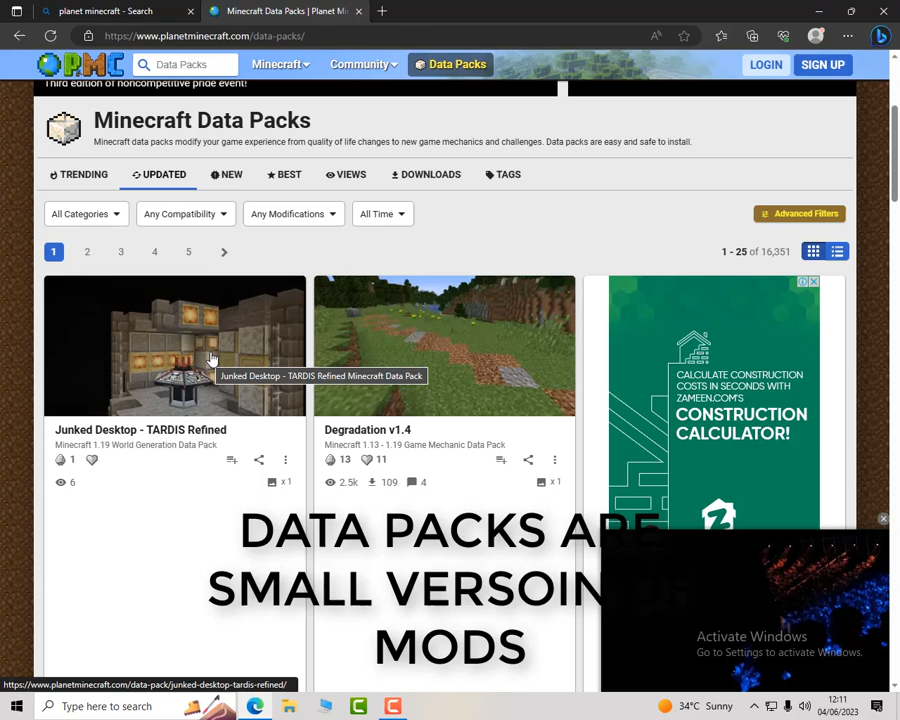 planet minecraft - Search
Minecraft Data Packs | Planet Mi
https://www.planetminecraft.com/data-packs/
PMC
Data Packs
Minecraft
Community
Data Packs
LOGIN
SIGN UP
Third edition of noncompetitive pride event!
Minecraft Data Packs
Minecraft data packs modify your game experience from quality of life changes to new game mechanics and challenges. Data packs are easy and safe to install.
TRENDING
UPDATED
NEW
BEST
VIEWS
DOWNLOADS
TAGS
All Categories
Any Compatibility
Any Modifications
All Time
Advanced Filters
1 2 3 4 5
1 - 25 of 16,351
Junked Desktop - TARDIS Refined Minecraft Data Pack
Junked Desktop - TARDIS Refined
Minecraft 1.19 World Generation Data Pack
1
6
x 1
Degradation v1.4
Minecraft 1.13 - 1.19 Game Mechanic Data Pack
13 11
2.5k 109 4
x 1
CALCULATE CONSTRUCTION
COSTS IN SECONDS WITH
ZAMEEN.COM'S
CONSTRUCTION
CALCULATOR!
DATA PACKS ARE
SMALL VERSOIN OF
MODS
Activate Windows
Go to Settings to activate Windows.
https://www.planetminecraft.com/data-pack/junked-desktop-tardis-refined/
Type here to search
34°C Sunny
12:11
04/06/2023